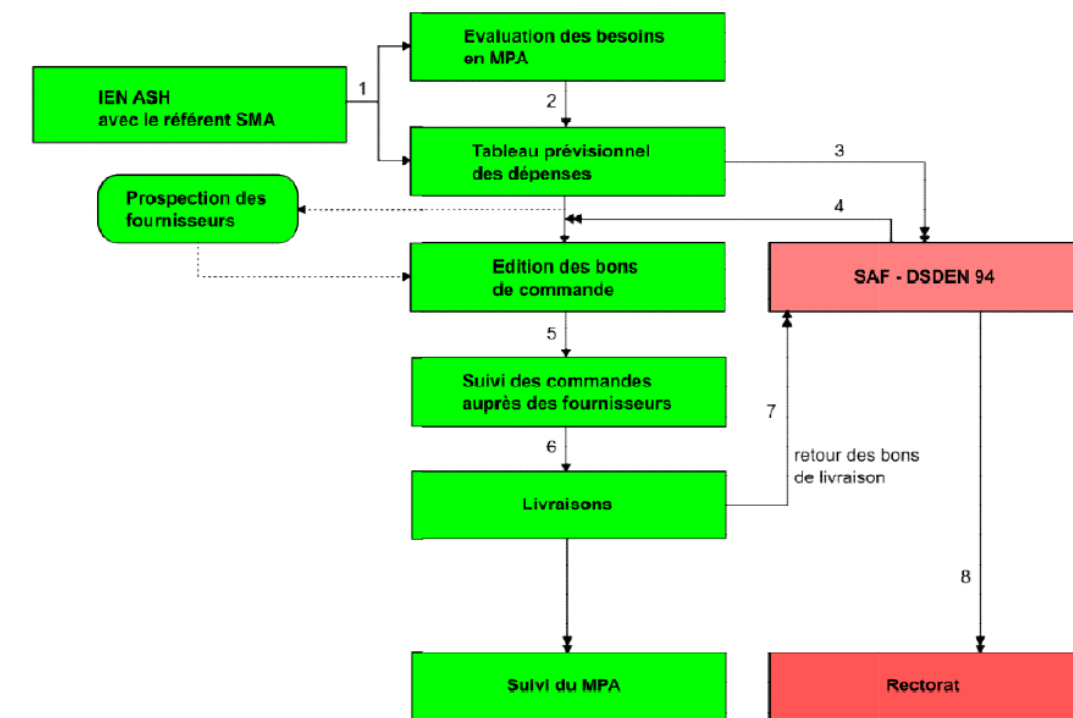 Evaluation des besoins
en MPA
1
IEN ASH
avec le référent SMA
2
Tableau prévisionnel
des dépenses
3
Prospection des
fournisseurs
4
Edition des bons
de commande
SAF - DSDEN 94
5
Suivi des commandes
auprès des fournisseurs
7
6
retour des bons
de livraison
Livraisons
8
Suivi du MPA
Rectorat